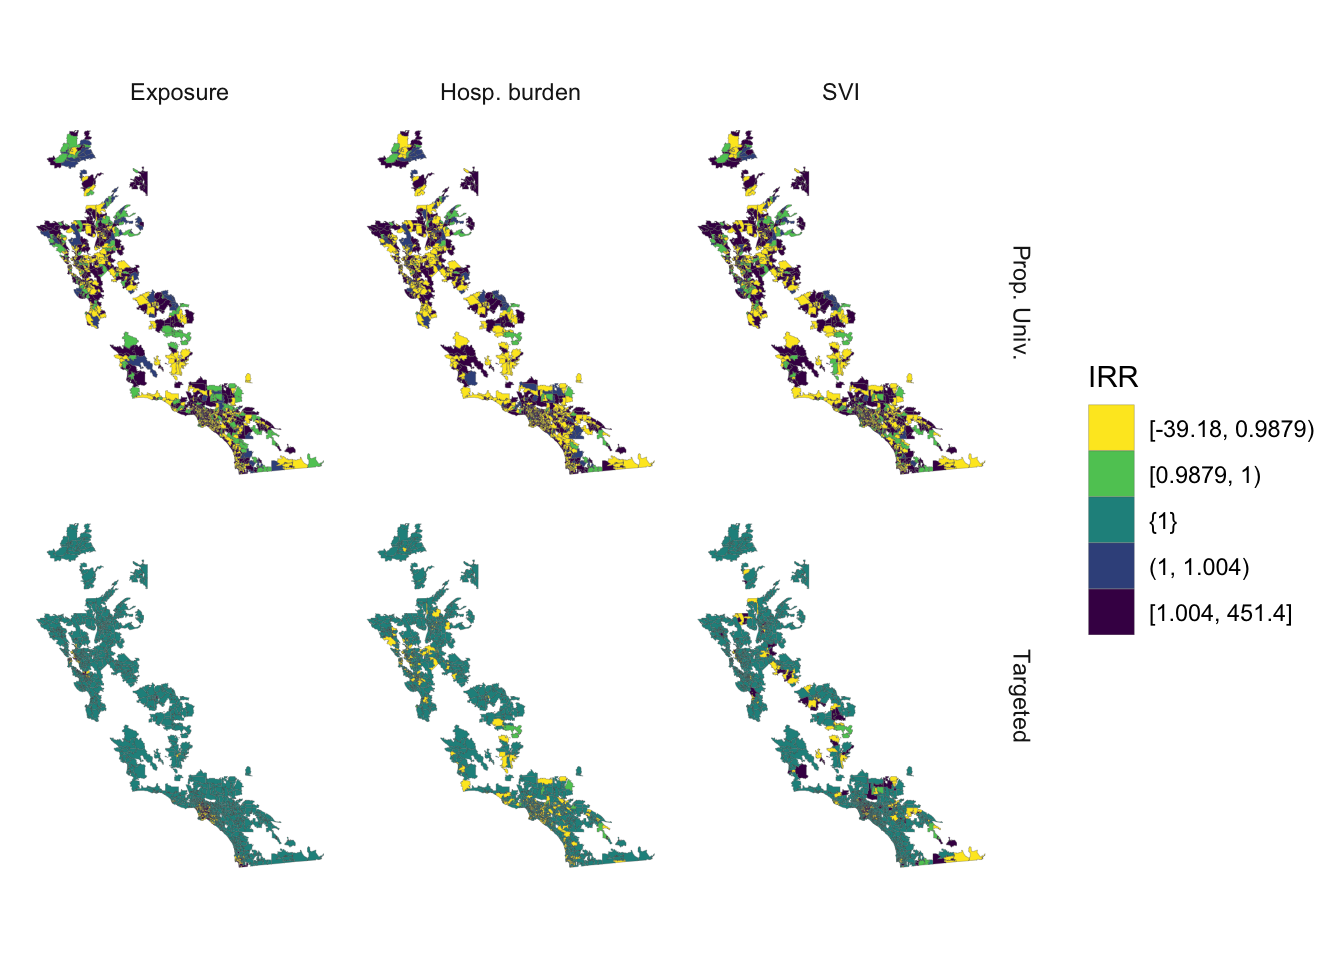 Exposure
Hosp. burden
SVI
Prop. Univ.
Targeted
IRR
[-39.18, 0.9879)
[0.9879, 1)
{1}
(1, 1.004)
[1.004, 451.4]